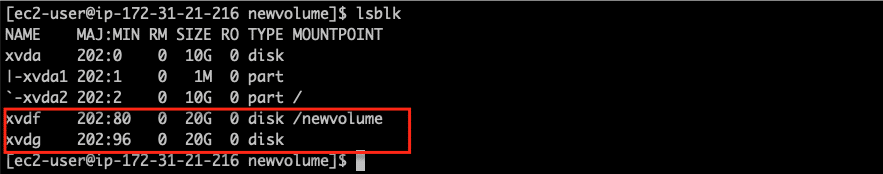 [ec2-user@ip-172-31-21-216 newvolume]$ lsblk
NAME    MAJ:MIN RM SIZE RO TYPE MOUNTPOINT
xvda    202:0    0  10G  0 disk
|-xvda1 202:1    0   1M  0 part
`-xvda2 202:2    0  10G  0 part /
xvdf    202:80   0  20G  0 disk /newvolume
xvdg    202:96   0  20G  0 disk
[ec2-user@ip-172-31-21-216 newvolume]$